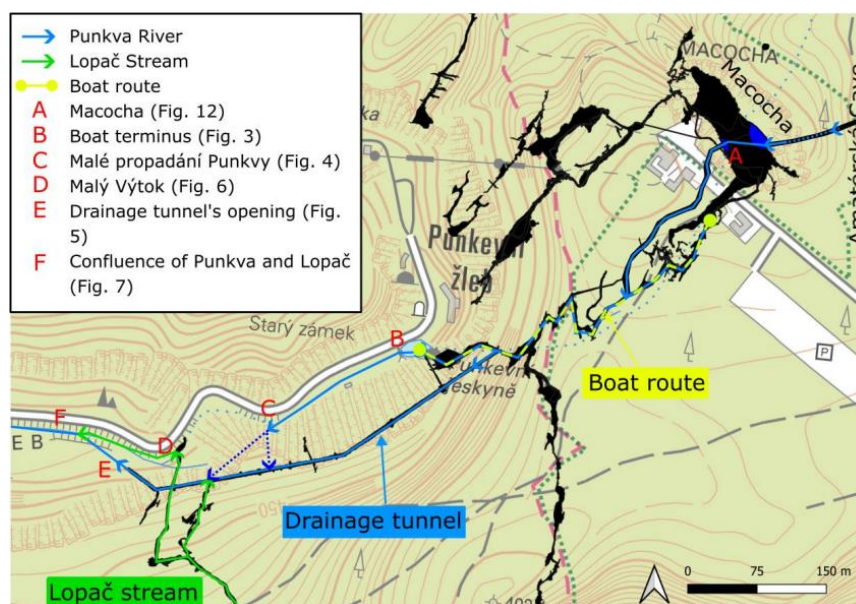 Punkva River
Lopač Stream
Boat route
A Macocha (Fig. 12)
B Boat terminus (Fig. 3)
C Malé propadání Punkvy (Fig. 4)
D Malý Výtok (Fig. 6)
E Drainage tunnel's opening (Fig.
5)
F Confluence of Punkva and Lopač
(Fig. 7)
MACOCHA
Macocha
A
Punkevní
žleb
Starý zámek
B
Boat route
C
F
D
E B
E
450
Drainage tunnel
P
Lopač stream
0 75 150 m